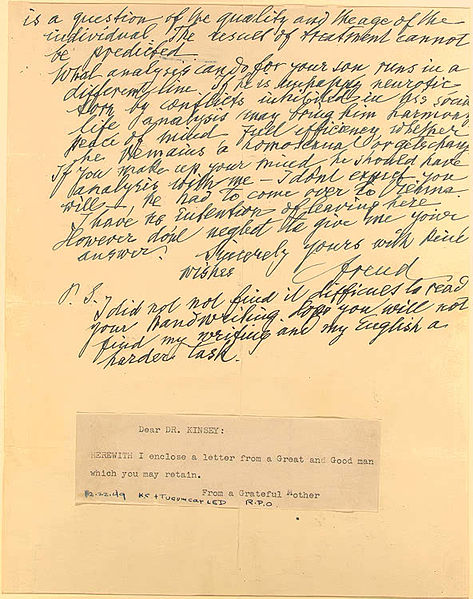 is a question of the quality and the age of the
individual. The result of treatment cannot
be predicted.
What analysis can do for your son runs in a
different line. If he is unhappy, neurotic
torn by conflicts inhibited in his social
life analysis may bring him harmony
peace of mind full efficiency whether
he remains a homosexual or gets chang
If you make up your mind he should have
analysis with me — I dont expect you
will —, he had to come over to Vienna.
I have no intention of leaving here.
However dont neglect to give me your
answer.
Sincerely yours with kind
wishes
Freud
P. S.
I did not not find it difficult to read
your handwriting. Hope you will not
find my writing and my English a
harder task.
Dear DR. KINSEY:
HEREWITH I enclose a letter from a Great and Good man
which you may retain.
From a Grateful Mother
R.P.O.